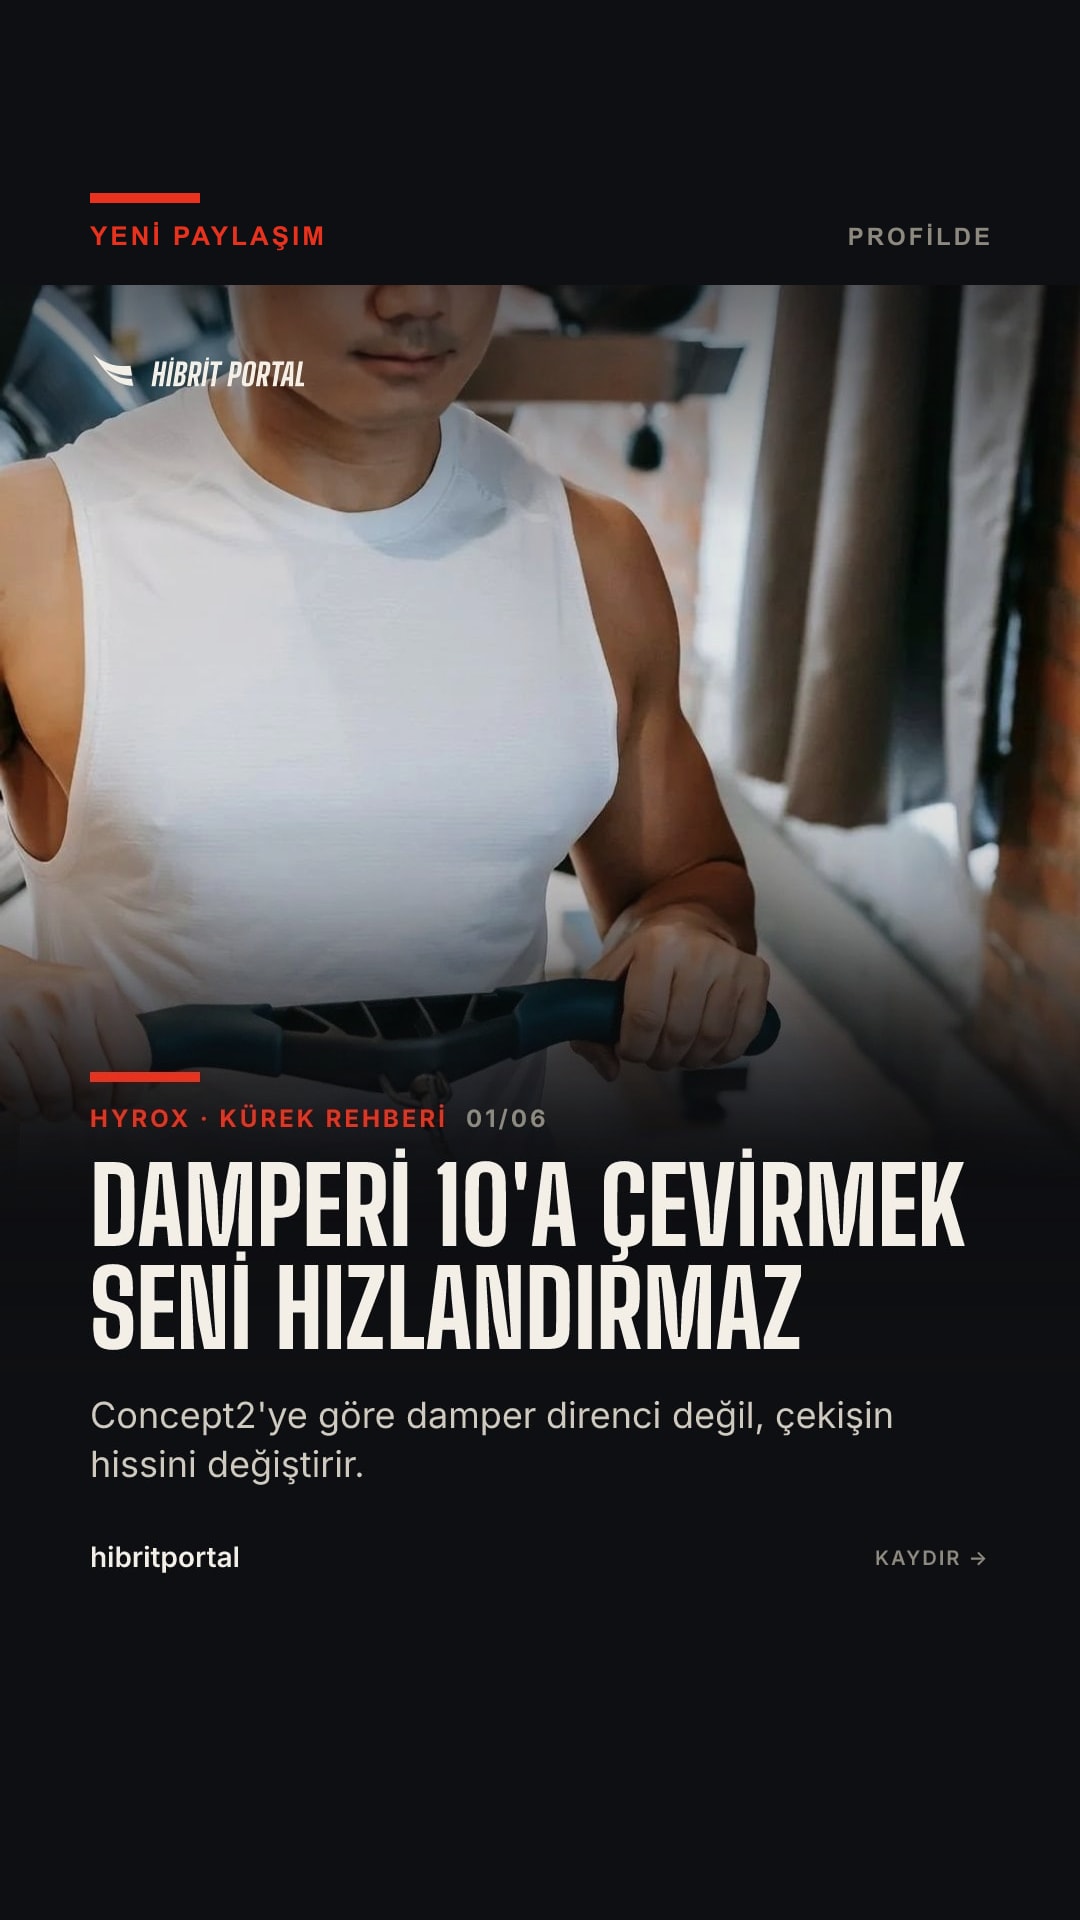 YENİ PAYLAŞIM
PROFİLDE
HİBRİT PORTAL
HYROX · KÜREK REHBERİ 01/06
DAMPERİ 10'A ÇEVİRMEK
SENİ HIZLANDIRMAZ
Concept2'ye göre damper direnci değil, çekişin
hissini değiştirir.
hibritportal
KAYDIR →